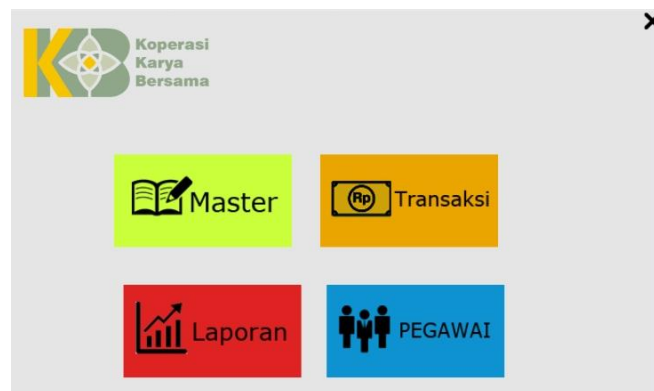 Koperasi
Karya
Bersama
Master
Rp
Transaksi
Laporan
PEGAWAI